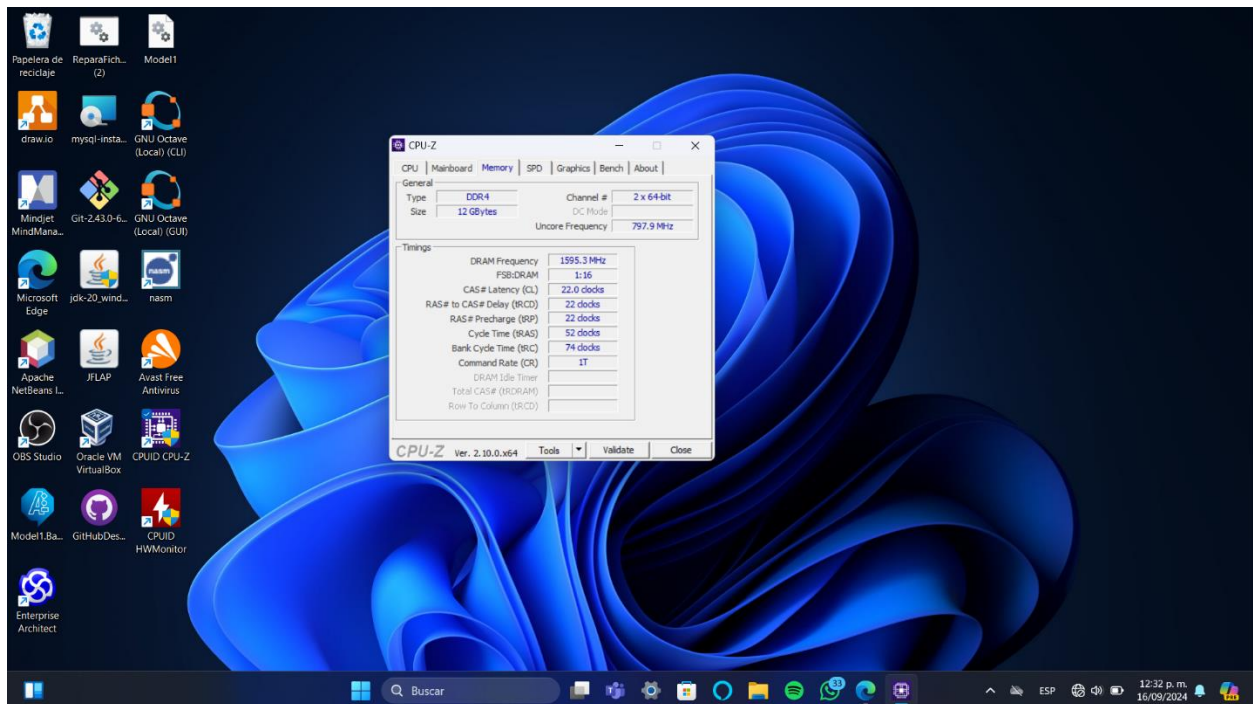 Papelera de
reciclaje
ReparaFich...
(2)
Model1
draw.io
mysql-insta...
GNU Octave
(Local) (CLI)
Mindjet
MindMana...
Git-2.43.0-6...
GNU Octave
(Local) (GUI)
Microsoft
Edge
jdk-20_wind...
nasm
nasm
Apache
NetBeans I...
JFLAP
Avast Free
Antivirus
OBS Studio
Oracle VM
VirtualBox
CPUID CPU-Z
Model1.Ba...
GitHubDes...
CPUID
HWMonitor
Enterprise
Architect
CPU-Z
CPU Mainboard Memory SPD Graphics Bench About
General
Type DDR4 Channel # 2 x 64-bit
Size 12 GBytes DC Mode
Uncore Frequency 797.9 MHz
Timings
DRAM Frequency 1595.3 MHz
FSB:DRAM 1:16
CAS# Latency (CL) 22.0 clocks
RAS# to CAS# Delay (tRCD) 22 clocks
RAS# Precharge (tRP) 22 clocks
Cycle Time (tRAS) 52 clocks
Bank Cycle Time (tRC) 74 clocks
Command Rate (CR) 1T
DRAM Idle Timer
Total CAS# (tRDRAM)
Row To Column (tRCD)
CPU-Z Ver. 2.10.0.x64 Tools Validate Close
Buscar
33
ESP
12:32 p. m.
16/09/2024